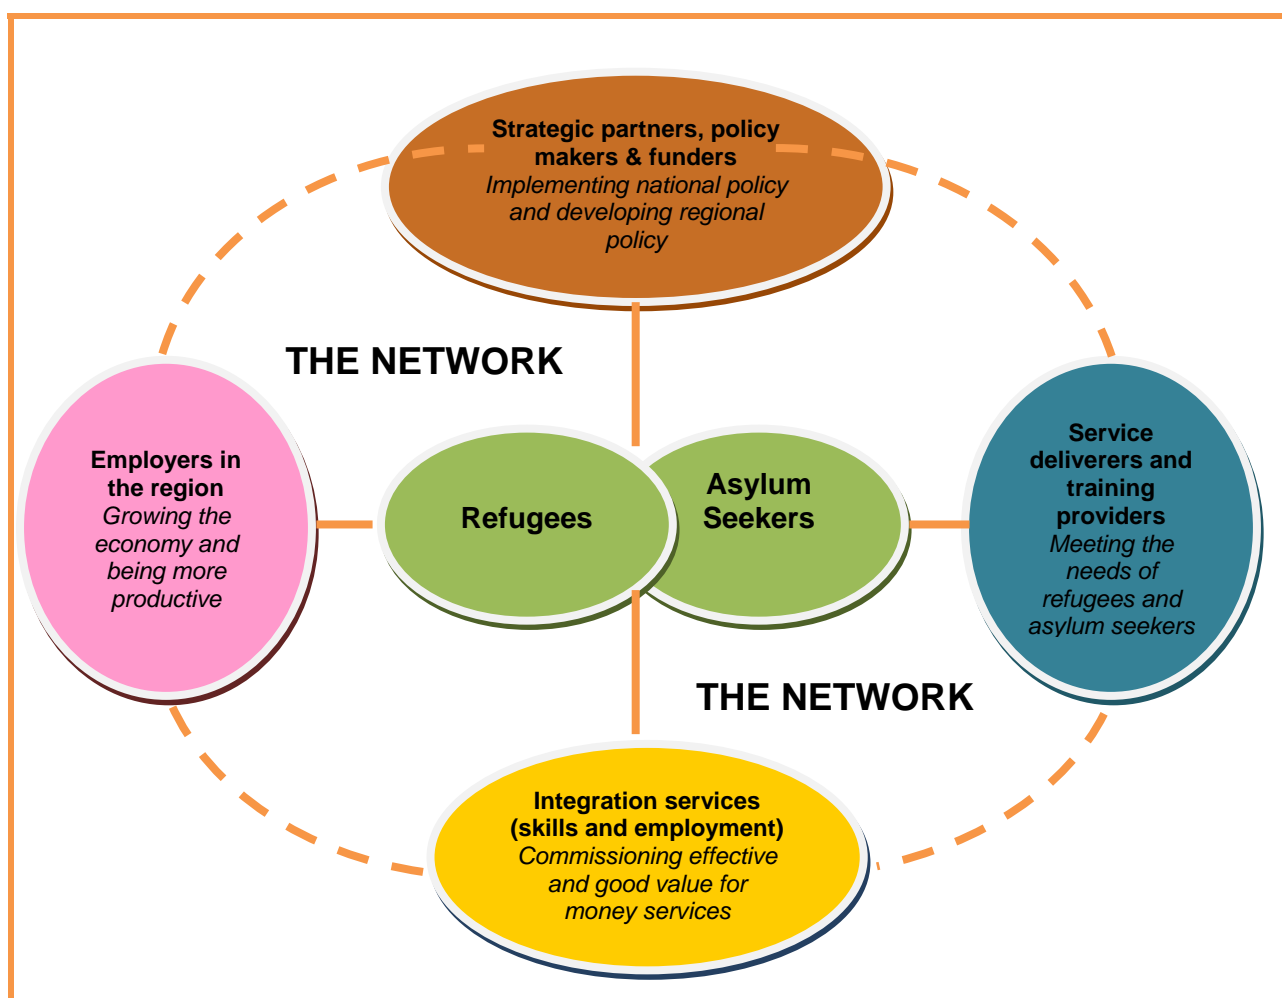 Strategic partners, policy
makers & funders
Implementing national policy
and developing regional
policy
THE NETWORK
Employers in
the region
Growing the
economy and
being more
productive
Refugees
Asylum
Seekers
Service
deliverers and
training
providers
Meeting the
needs of
refugees and
asylum seekers
THE NETWORK
Integration services
(skills and employment)
Commissioning effective
and good value for
money services